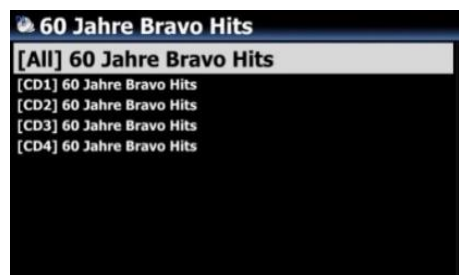 60 Jahre Bravo Hits
[All] 60 Jahre Bravo Hits
[CD1] 60 Jahre Bravo Hits
[CD2] 60 Jahre Bravo Hits
[CD3] 60 Jahre Bravo Hits
[CD4] 60 Jahre Bravo Hits